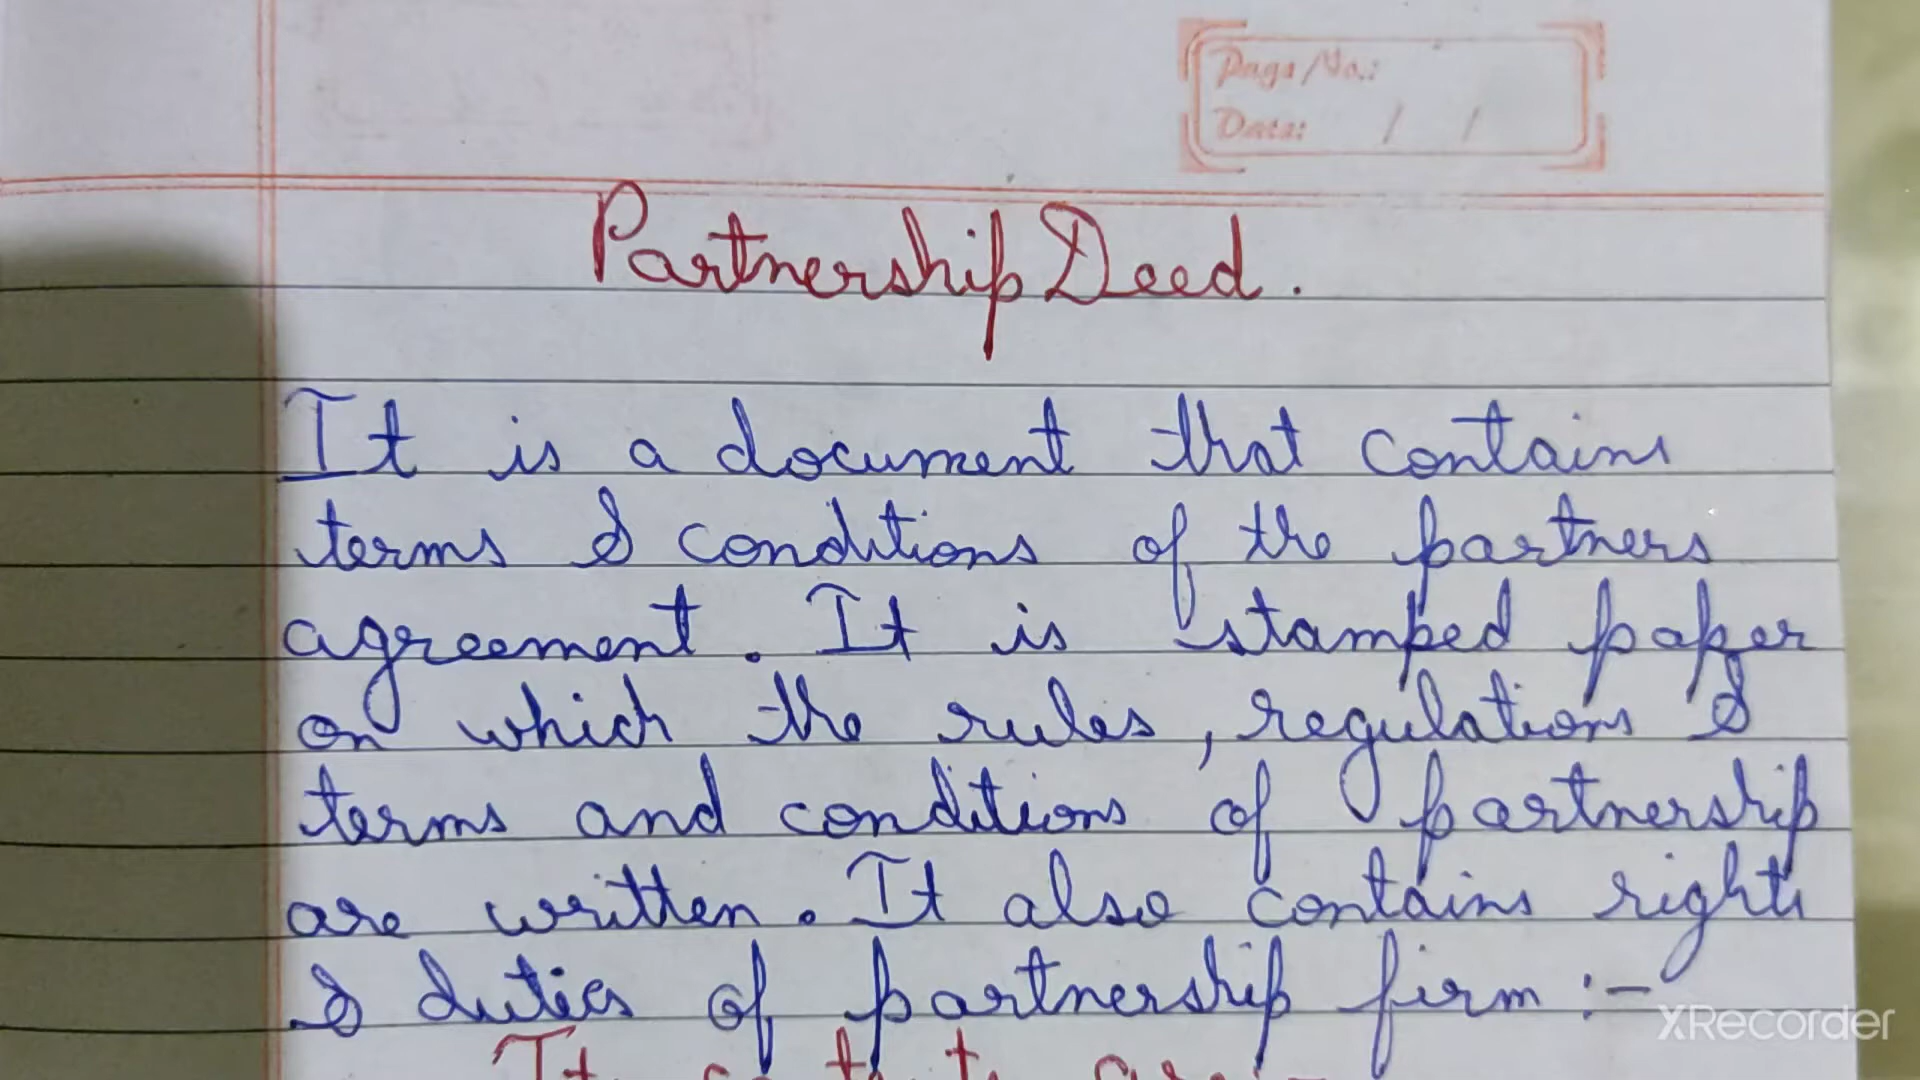 Page No.:
Date: / /
Partnership Deed.
It is a document that contains
terms & conditions of the partners
agreement. It is stamped paper
on which the rules, regulations &
terms and conditions of partnership
are written. It also contains rights
& duties of partnership firm :-
XRecorder